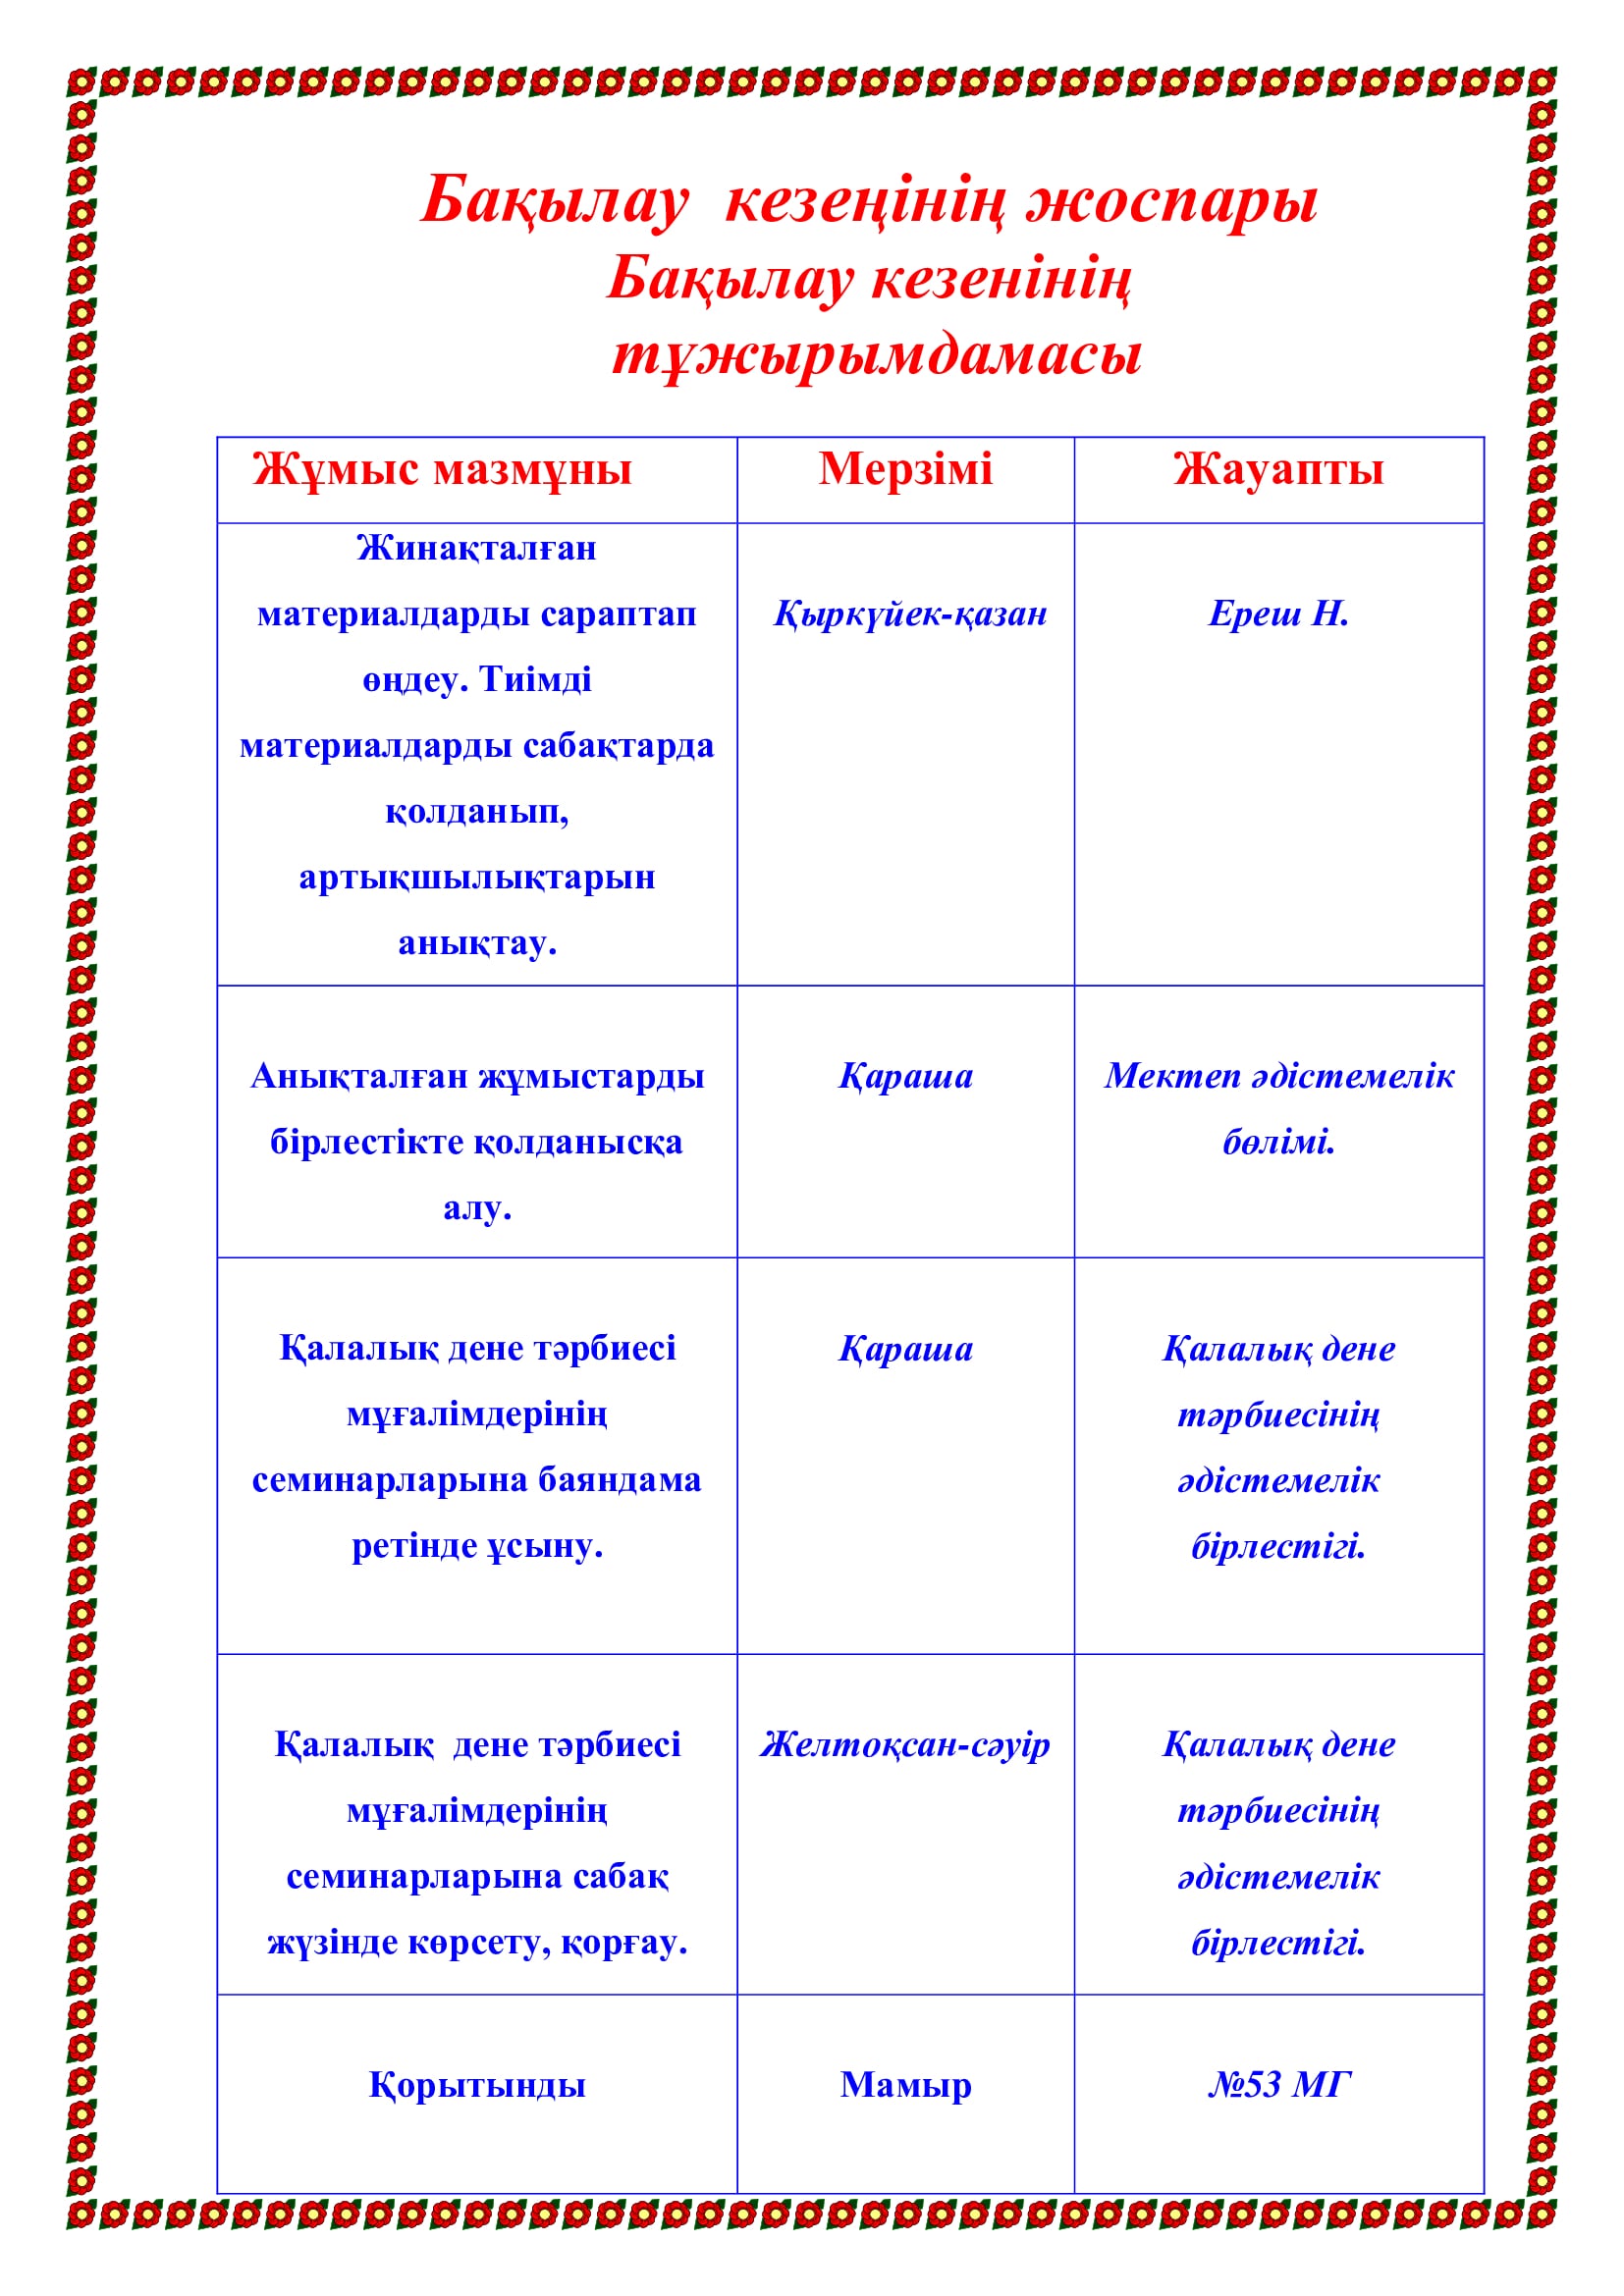 Бақылау  кезеңінің жоспары
Бақылау кезенінің
тұжырымдамасы
Жұмыс мазмұны
Мерзімі
Жауапты
Жинақталған
материалдарды сараптап
өңдеу. Тиімді
материалдарды сабақтарда
қолданып,
артықшылықтарын
анықтау.
Қыркүйек-қазан
Ереш Н.
Анықталған жұмыстарды
бірлестікте қолданысқа
алу.
Қараша
Мектеп әдістемелік
бөлімі.
Қалалық дене тәрбиесі
мұғалімдерінің
семинарларына баяндама
ретінде ұсыну.
Қараша
Қалалық дене
тәрбиесінің
әдістемелік
бірлестігі.
Қалалық  дене тәрбиесі
мұғалімдерінің
семинарларына сабақ
жүзінде көрсету, қорғау.
Желтоқсан-сәуір
Қалалық дене
тәрбиесінің
әдістемелік
бірлестігі.
Қорытынды
Мамыр
№53 МГ